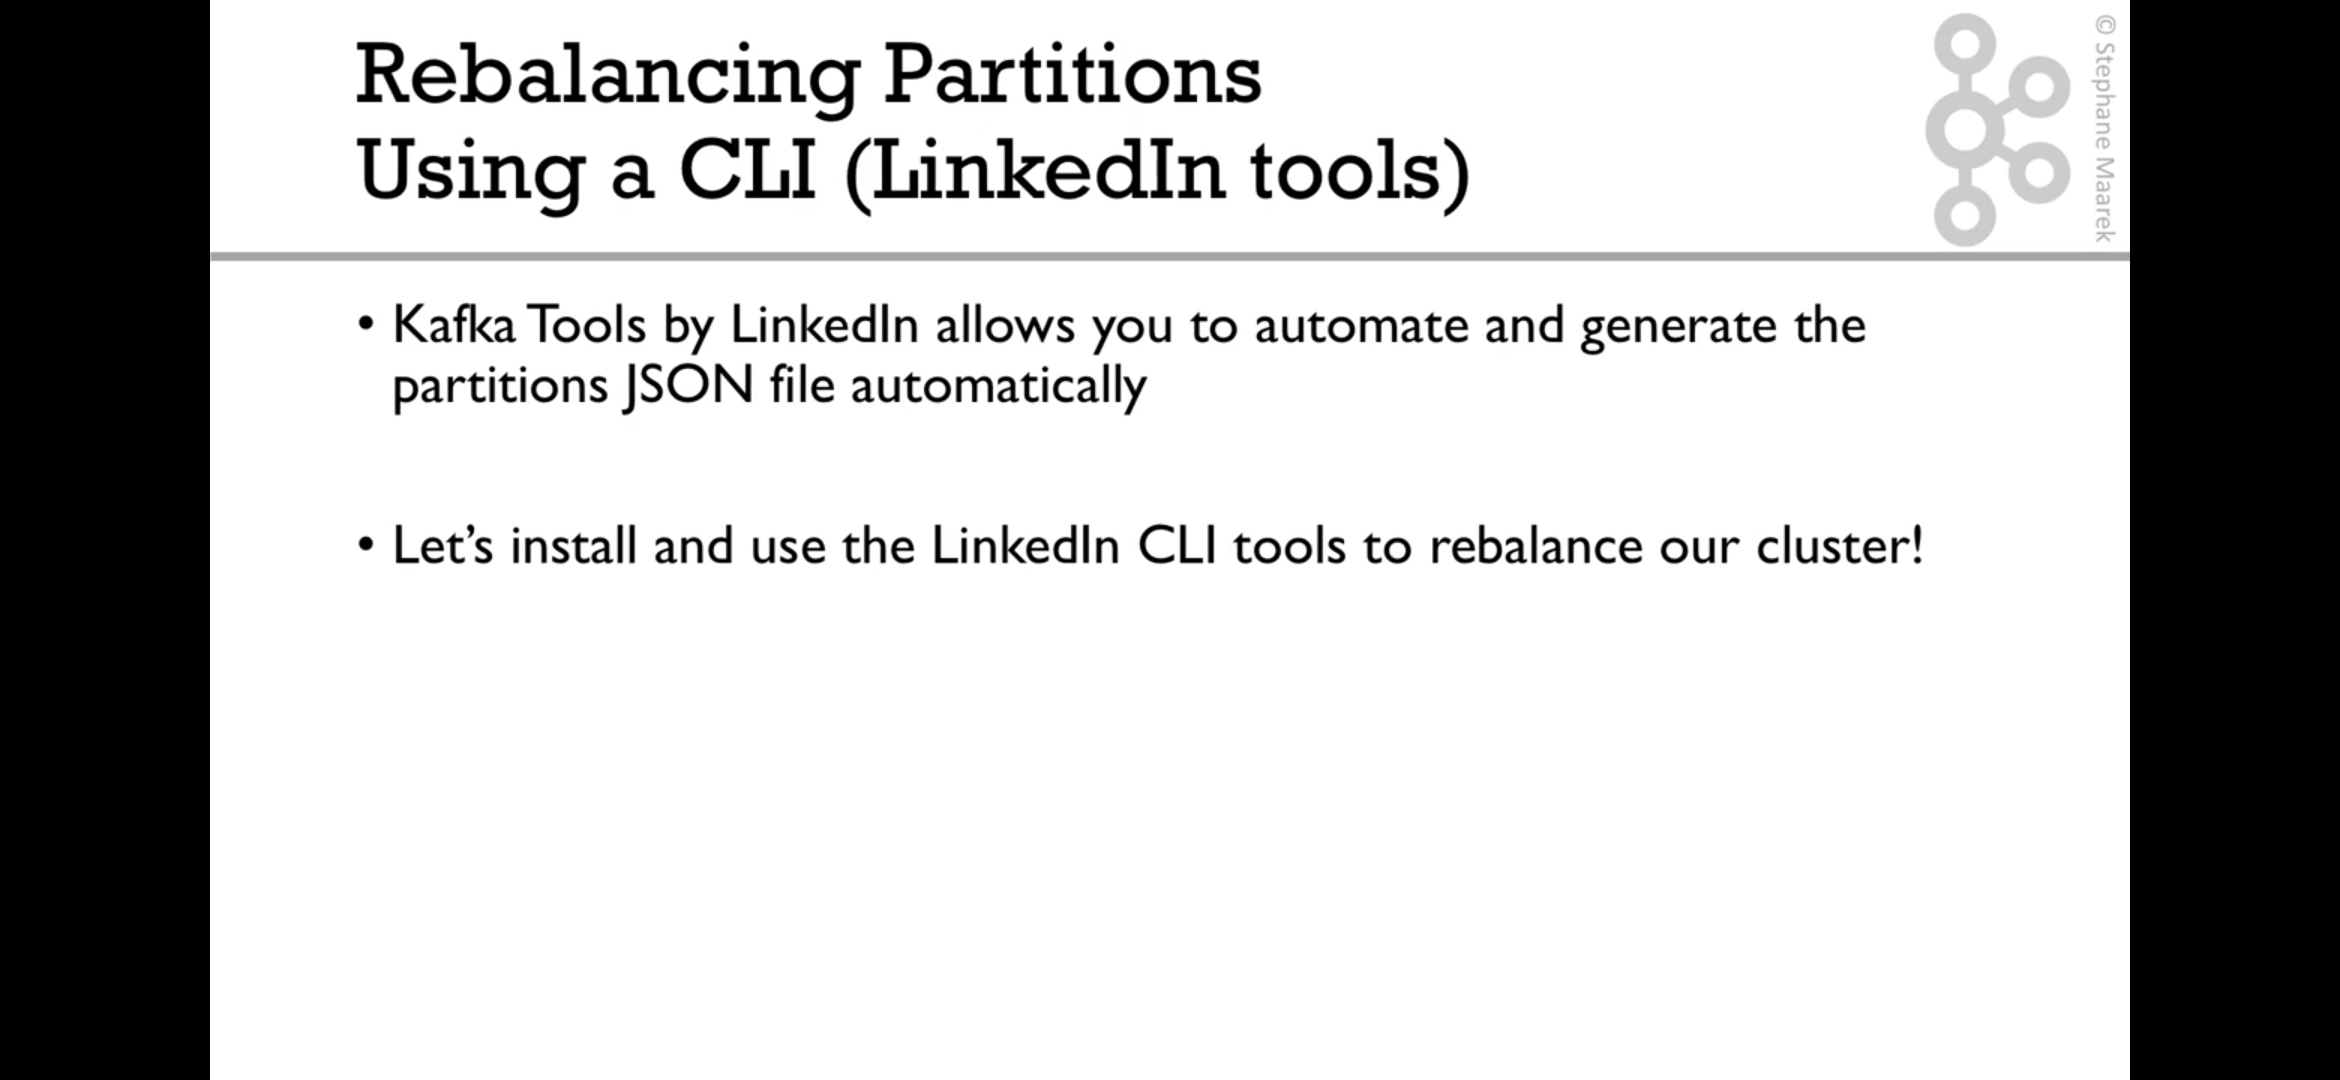 Rebalancing Partitions
Using a CLI (LinkedIn tools)
© Stephane Maarek
• Kafka Tools by LinkedIn allows you to automate and generate the
partitions JSON file automatically
• Let’s install and use the LinkedIn CLI tools to rebalance our cluster!